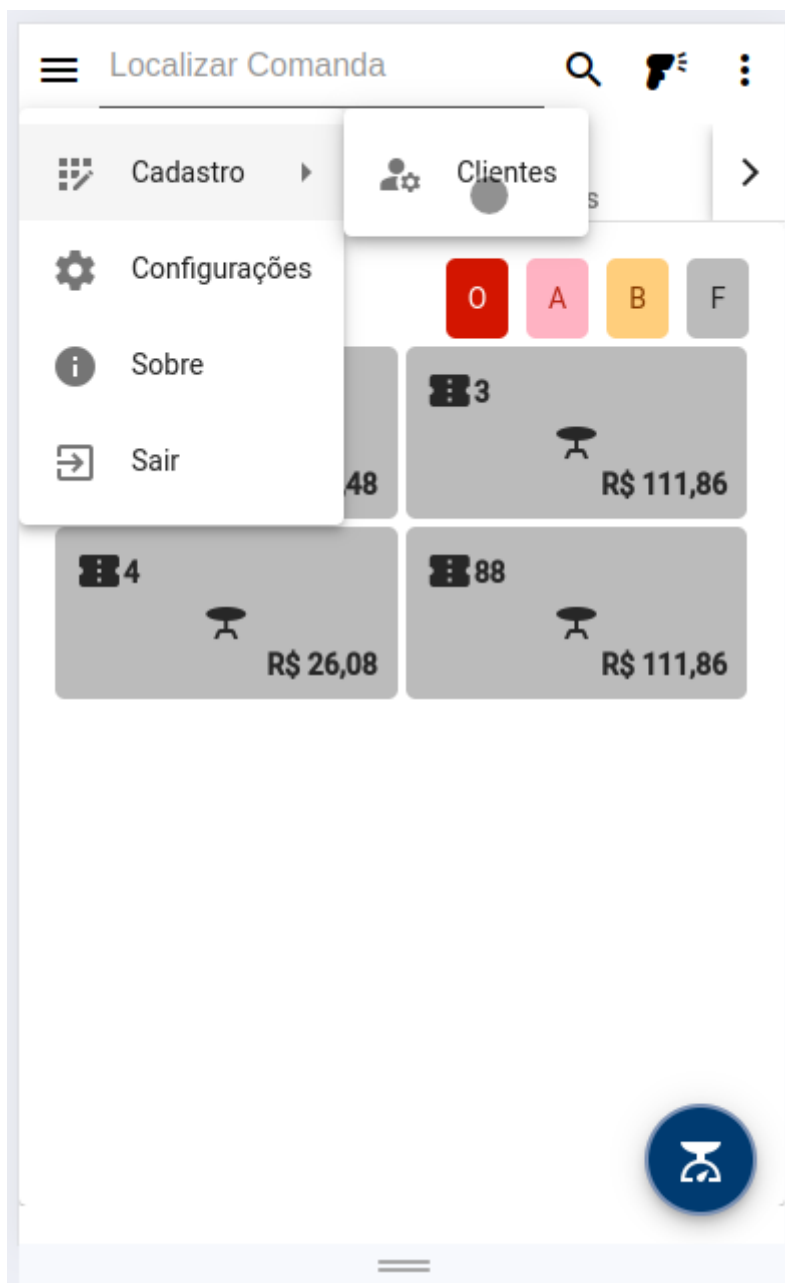 Localizar Comanda
Cadastro
Clientes
s
Configurações
O A B F
Sobre
3
Sair
,48
R$ 111,86
4
88
R$ 26,08
R$ 111,86